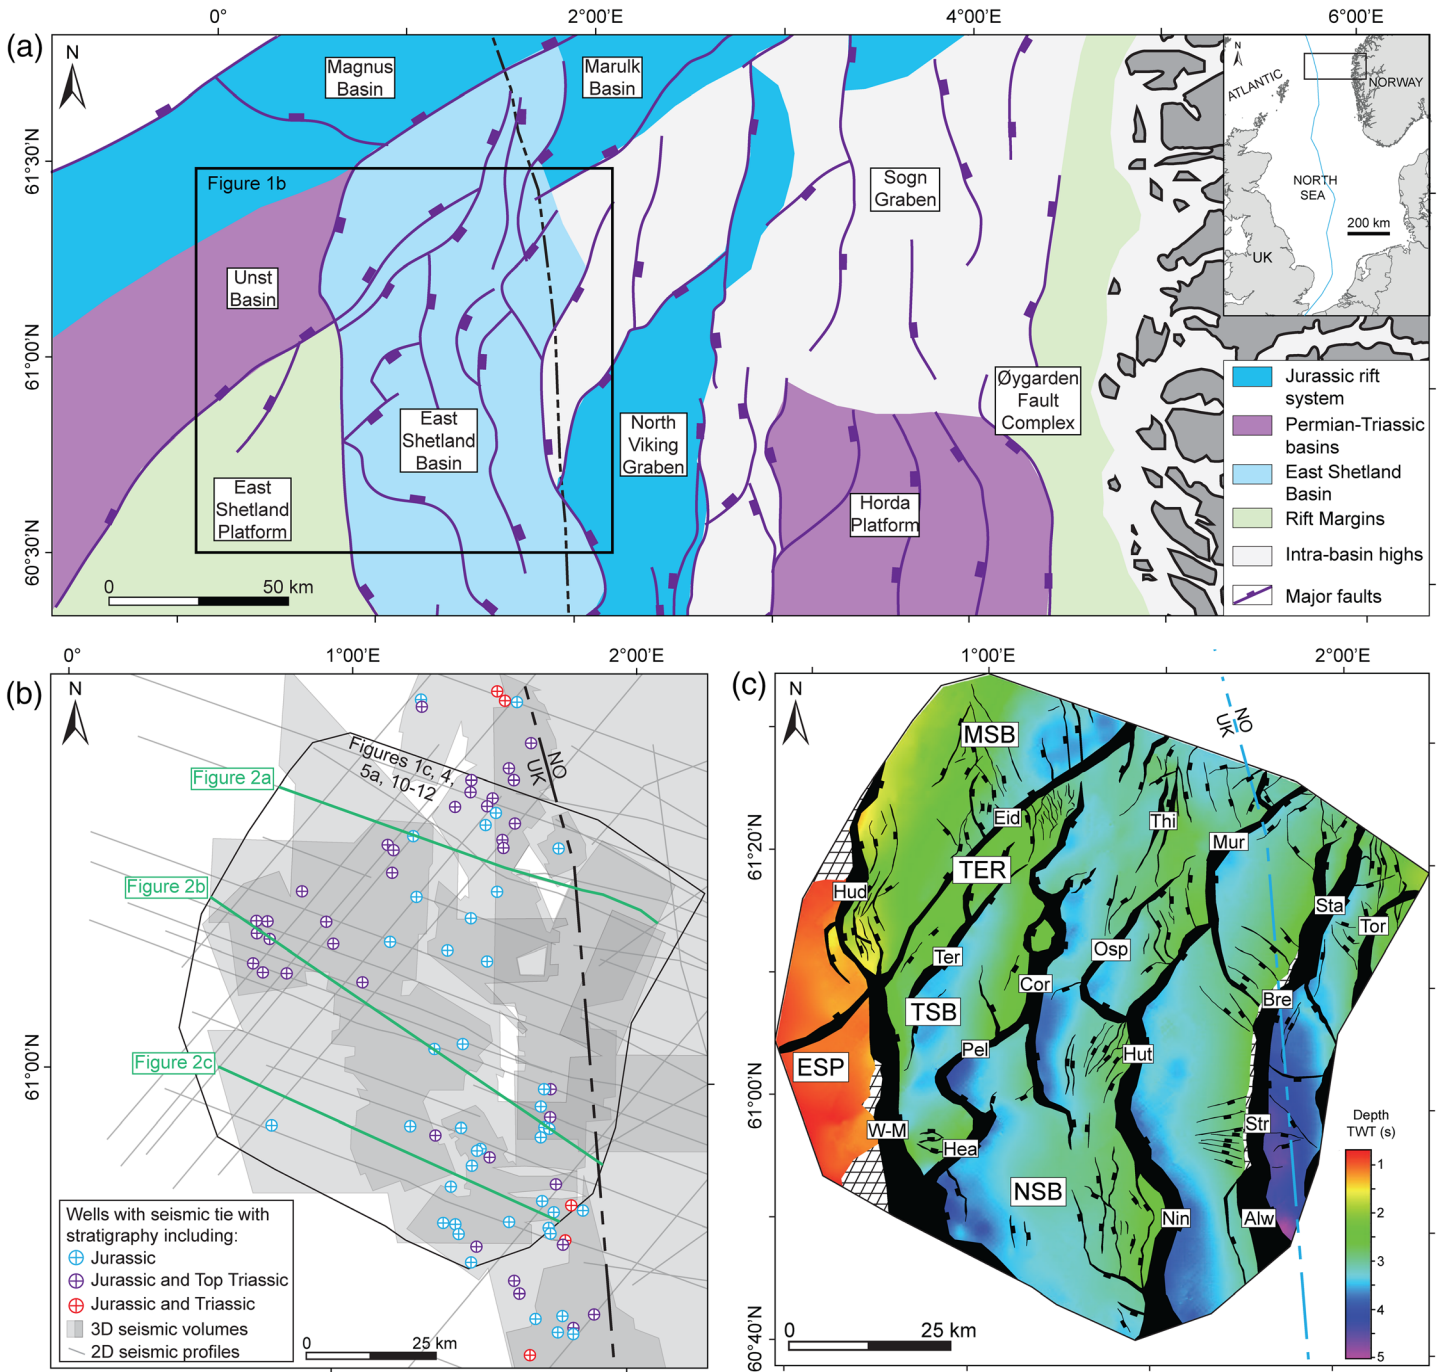 0°
2°00'E
4°00'E
6°00'E
(a)
N
61°30'N
61°00'N
60°30'N
Magnus
Basin
Marulk
Basin
Figure 1b
Unst
Basin
Sogn
Graben
East
Shetland
Basin
East
Shetland
Platform
North
Viking
Graben
Øygarden
Fault
Complex
Horda
Platform
0
50 km
N
ATLANTIC
NORWAY
NORTH
SEA
200 km
UK
Jurassic rift
system
Permian-Triassic
basins
East Shetland
Basin
Rift Margins
Intra-basin highs
Major faults
0°
1°00'E
2°00'E
(b)
N
61°00'N
Figures 1c, 4,
5a, 10-12
NO
UK
Figure 2a
Figure 2b
Figure 2c
Wells with seismic tie with
stratigraphy including:
Jurassic
Jurassic and Top Triassic
Jurassic and Triassic
3D seismic volumes
2D seismic profiles
0
25 km
1°00'E
2°00'E
(c)
N
61°20'N
61°00'N
60°40'N
NO
UK
MSB
Eid
Thi
Mur
TER
Hud
Sta
Tor
Ter
Osp
Cor
TSB
Bre
Pel
Hut
ESP
W-M
Str
Hea
NSB
Nin
Alw
Depth
TWT (s)
1
2
3
4
5
0
25 km